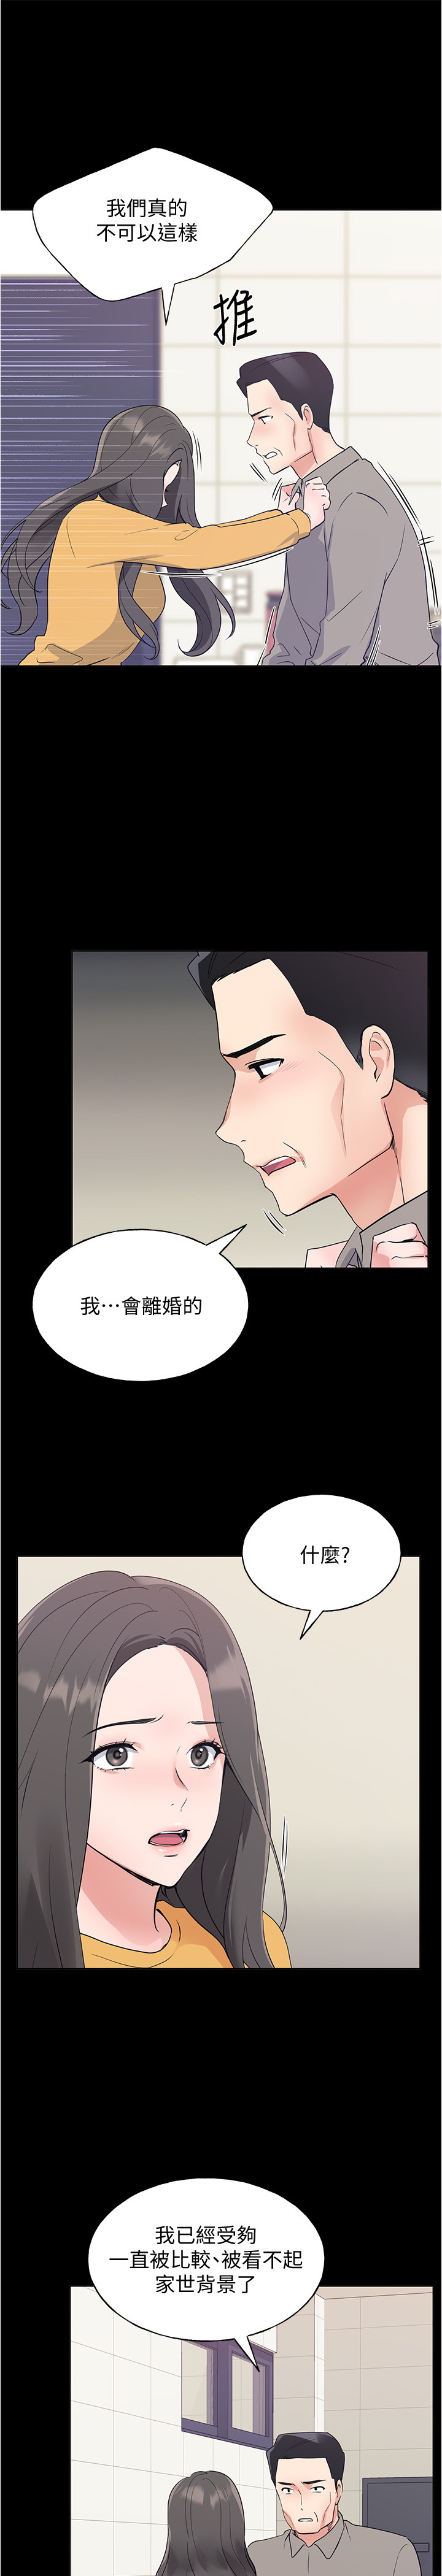 我們真的
不可以這樣
推
我⋯會離婚的
什麼?
我已經受夠
一直被比較、被看不起
家世背景了